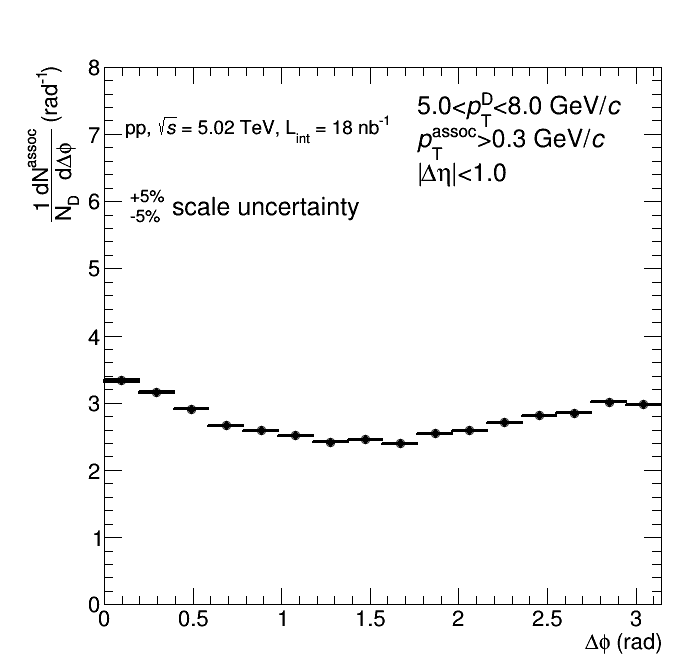 8
7
6
5
4
3
2
1
0
1 dN^assoc
N_D dΔφ (rad^-1)
pp, √s = 5.02 TeV, L_int = 18 nb^-1
+5%
-5% scale uncertainty
5.0<p_T^D<8.0 GeV/c
p_T^assoc>0.3 GeV/c
|Δη|<1.0
0 0.5 1 1.5 2 2.5 3
Δφ (rad)